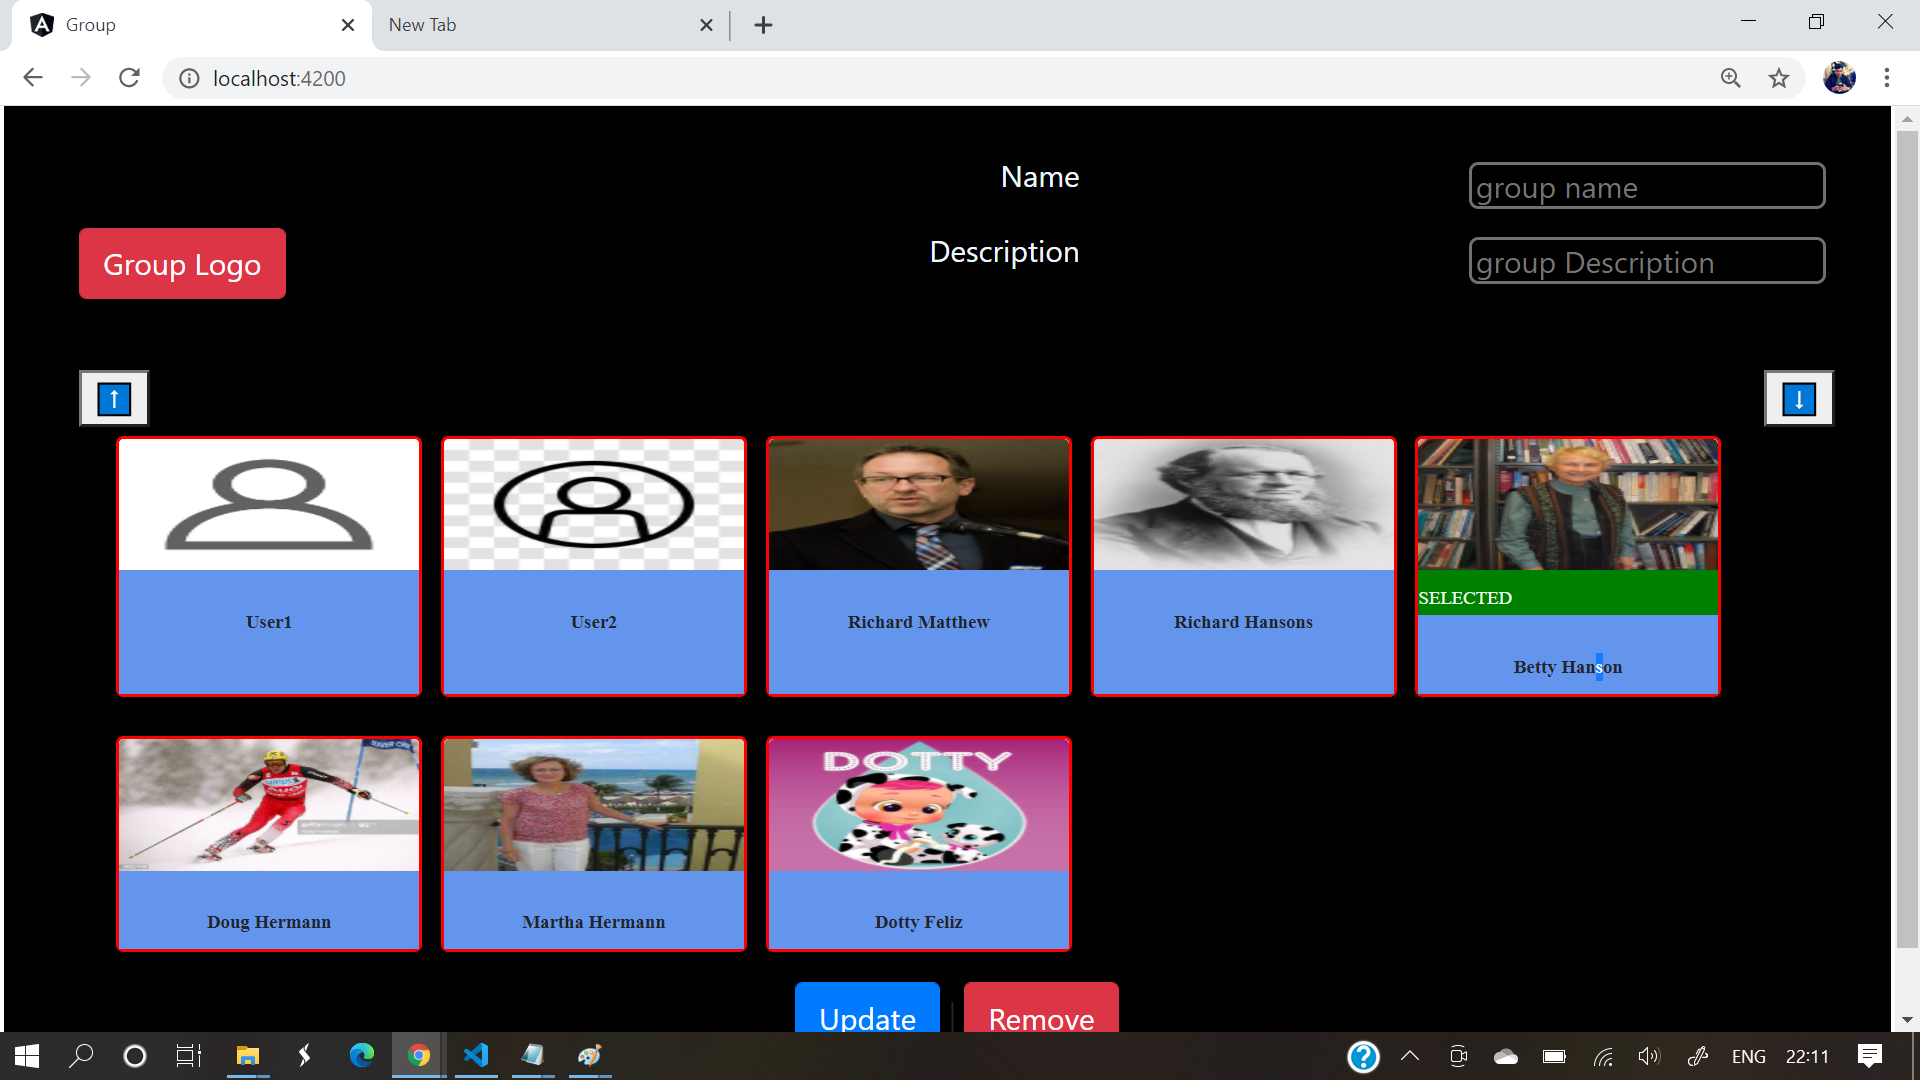 Group
New Tab
localhost:4200
Name
group name
Group Logo
Description
group Description
↑
↓
SELECTED
User1
User2
Richard Matthew
Richard Hansons
Betty Hanson
DOTTY
Doug Hermann
Martha Hermann
Dotty Feliz
Update
Remove
ENG
22:11